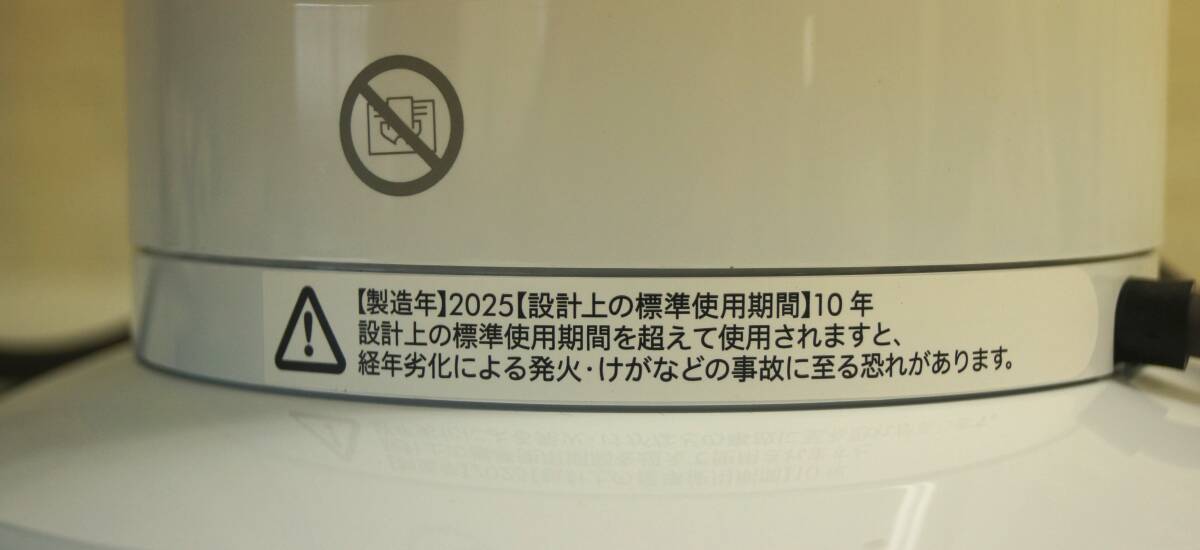 【製造年】2025【設計上の標準使用期間】10年
設計上の標準使用期間を超えて使用されますと、
経年劣化による発火・けがなどの事故に至る恐れがあります。